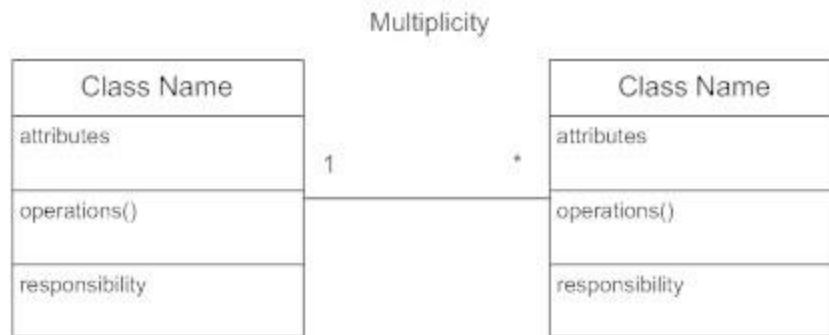 Multiplicity
Class Name
attributes
operations()
responsibility
1
*
Class Name
attributes
operations()
responsibility